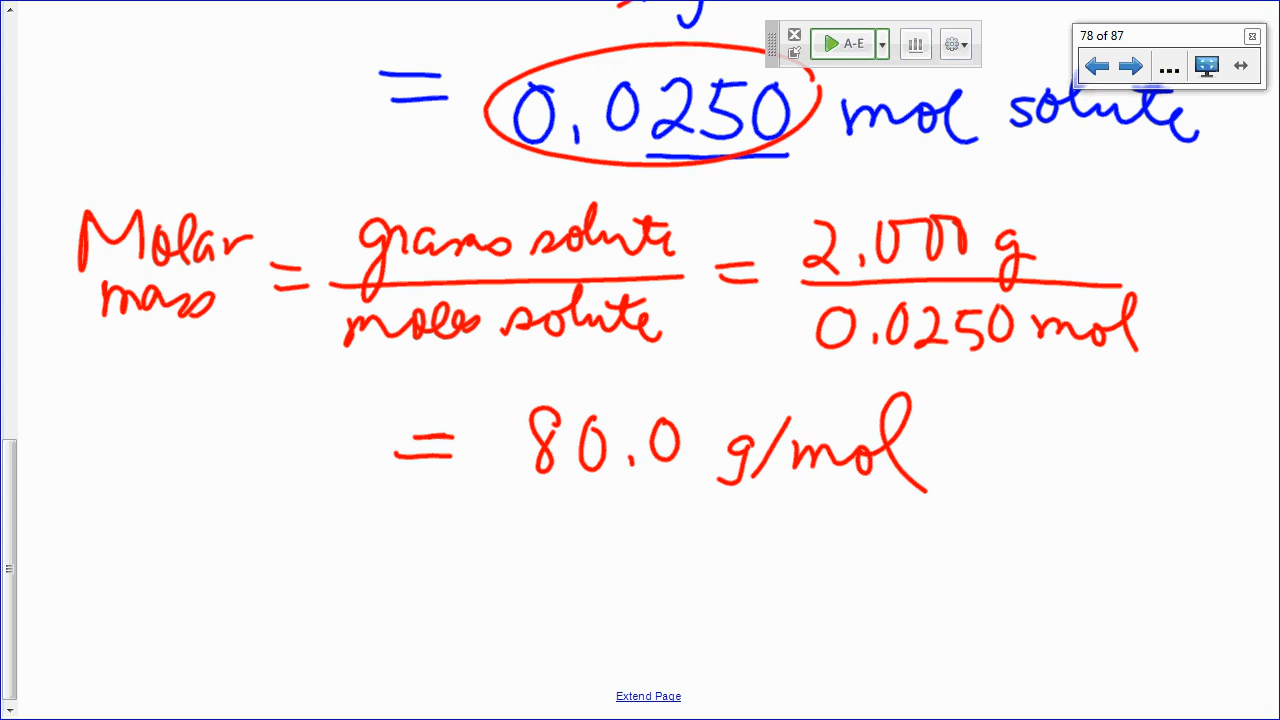 A-E
78 of 87
= 0.0250 mol solute
Molar mass = grams solute / moles solute = 2.000 g / 0.0250 mol
= 80.0 g/mol
Extend Page